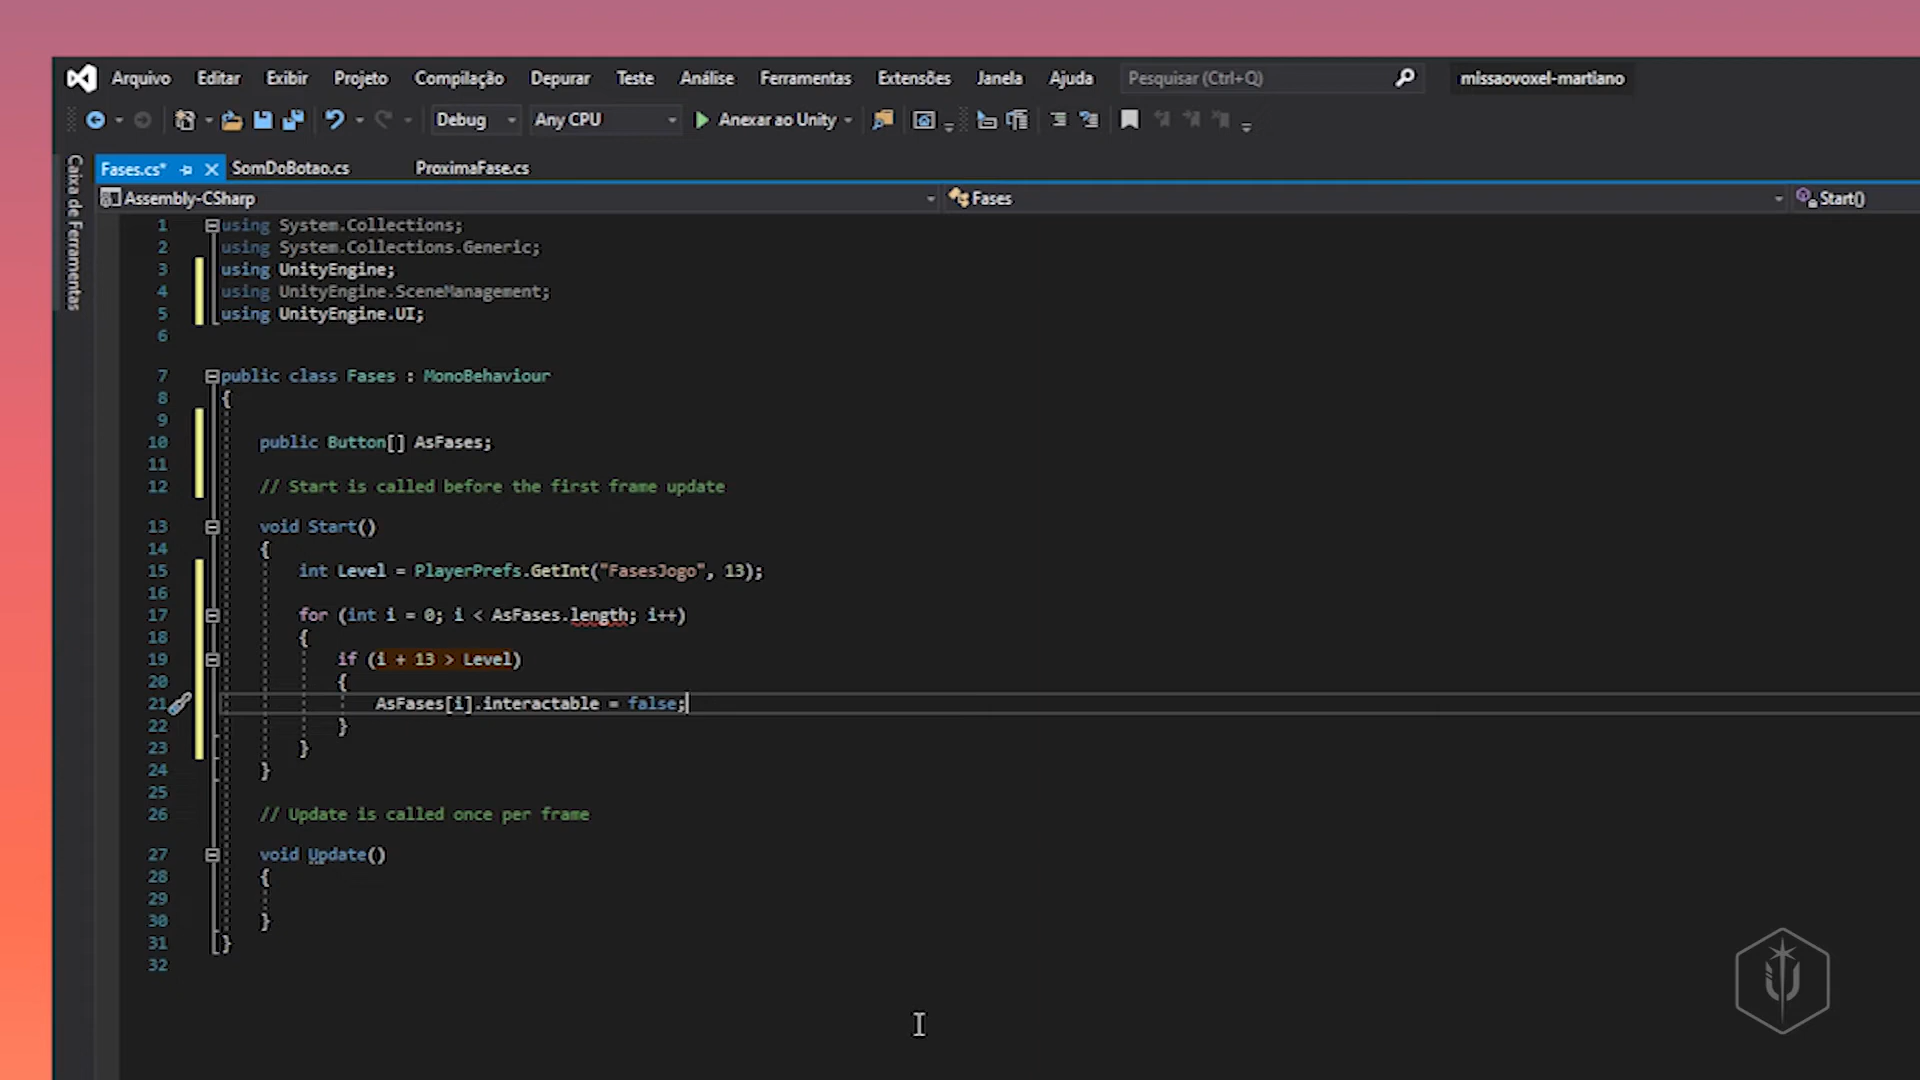 Arquivo Editar Exibir Projeto Compilação Depurar Teste Análise Ferramentas Extensões Janela Ajuda Pesquisar (Ctrl+Q) missaovoxel-martiano
Debug Any CPU Anexar ao Unity
Caixa de Ferramentas
Fases.cs* SomDoBotao.cs ProximaFase.cs
Assembly-CSharp Fases Start()
1 using System.Collections;
2 using System.Collections.Generic;
3 using UnityEngine;
4 using UnityEngine.SceneManagement;
5 using UnityEngine.UI;
6
7 public class Fases : MonoBehaviour
8 {
9
10 public Button[] AsFases;
11
12 // Start is called before the first frame update
13 void Start()
14 {
15 int Level = PlayerPrefs.GetInt("FasesJogo", 13);
16
17 for (int i = 0; i < AsFases.length; i++)
18 {
19 if (i + 13 > Level)
20 {
21 AsFases[i].interactable = false;
22 }
23 }
24 }
25
26 // Update is called once per frame
27 void Update()
28 {
29
30 }
31 }
32